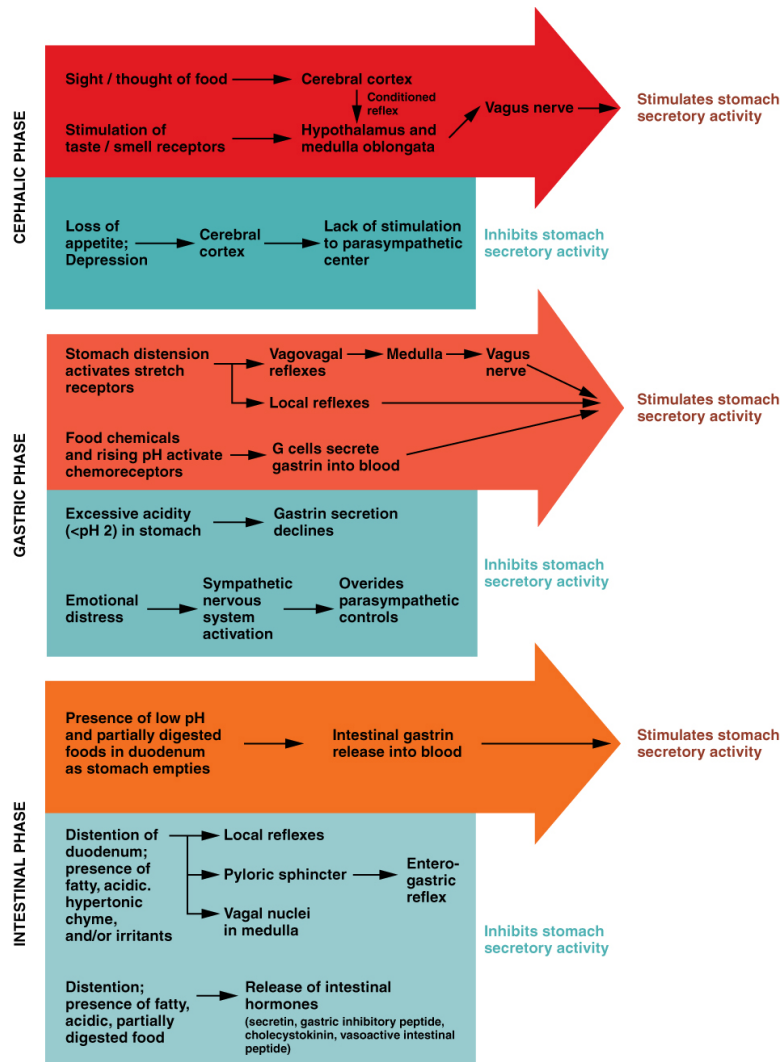 CEPHALIC PHASE
Sight / thought of food
Cerebral cortex
Conditioned
reflex
Stimulation of
taste / smell receptors
Hypothalamus and
medulla oblongata
Vagus nerve
Stimulates stomach
secretory activity
Loss of
appetite;
Depression
Cerebral
cortex
Lack of stimulation
to parasympathetic
center
Inhibits stomach
secretory activity
GASTRIC PHASE
Stomach distension
activates stretch
receptors
Vagovagal
reflexes
Medulla
Vagus
nerve
Local reflexes
Food chemicals
and rising pH activate
chemoreceptors
G cells secrete
gastrin into blood
Stimulates stomach
secretory activity
Excessive acidity
(<pH 2) in stomach
Gastrin secretion
declines
Emotional
distress
Sympathetic
nervous
system
activation
Overides
parasympathetic
controls
Inhibits stomach
secretory activity
INTESTINAL PHASE
Presence of low pH
and partially digested
foods in duodenum
as stomach empties
Intestinal gastrin
release into blood
Stimulates stomach
secretory activity
Distention of
duodenum;
presence of
fatty, acidic.
hypertonic
chyme,
and/or irritants
Local reflexes
Pyloric sphincter
Vagal nuclei
in medulla
Entero-
gastric
reflex
Inhibits stomach
secretory activity
Distention;
presence of fatty,
acidic, partially
digested food
Release of intestinal
hormones
(secretin, gastric inhibitory peptide,
cholecystokinin, vasoactive intestinal
peptide)